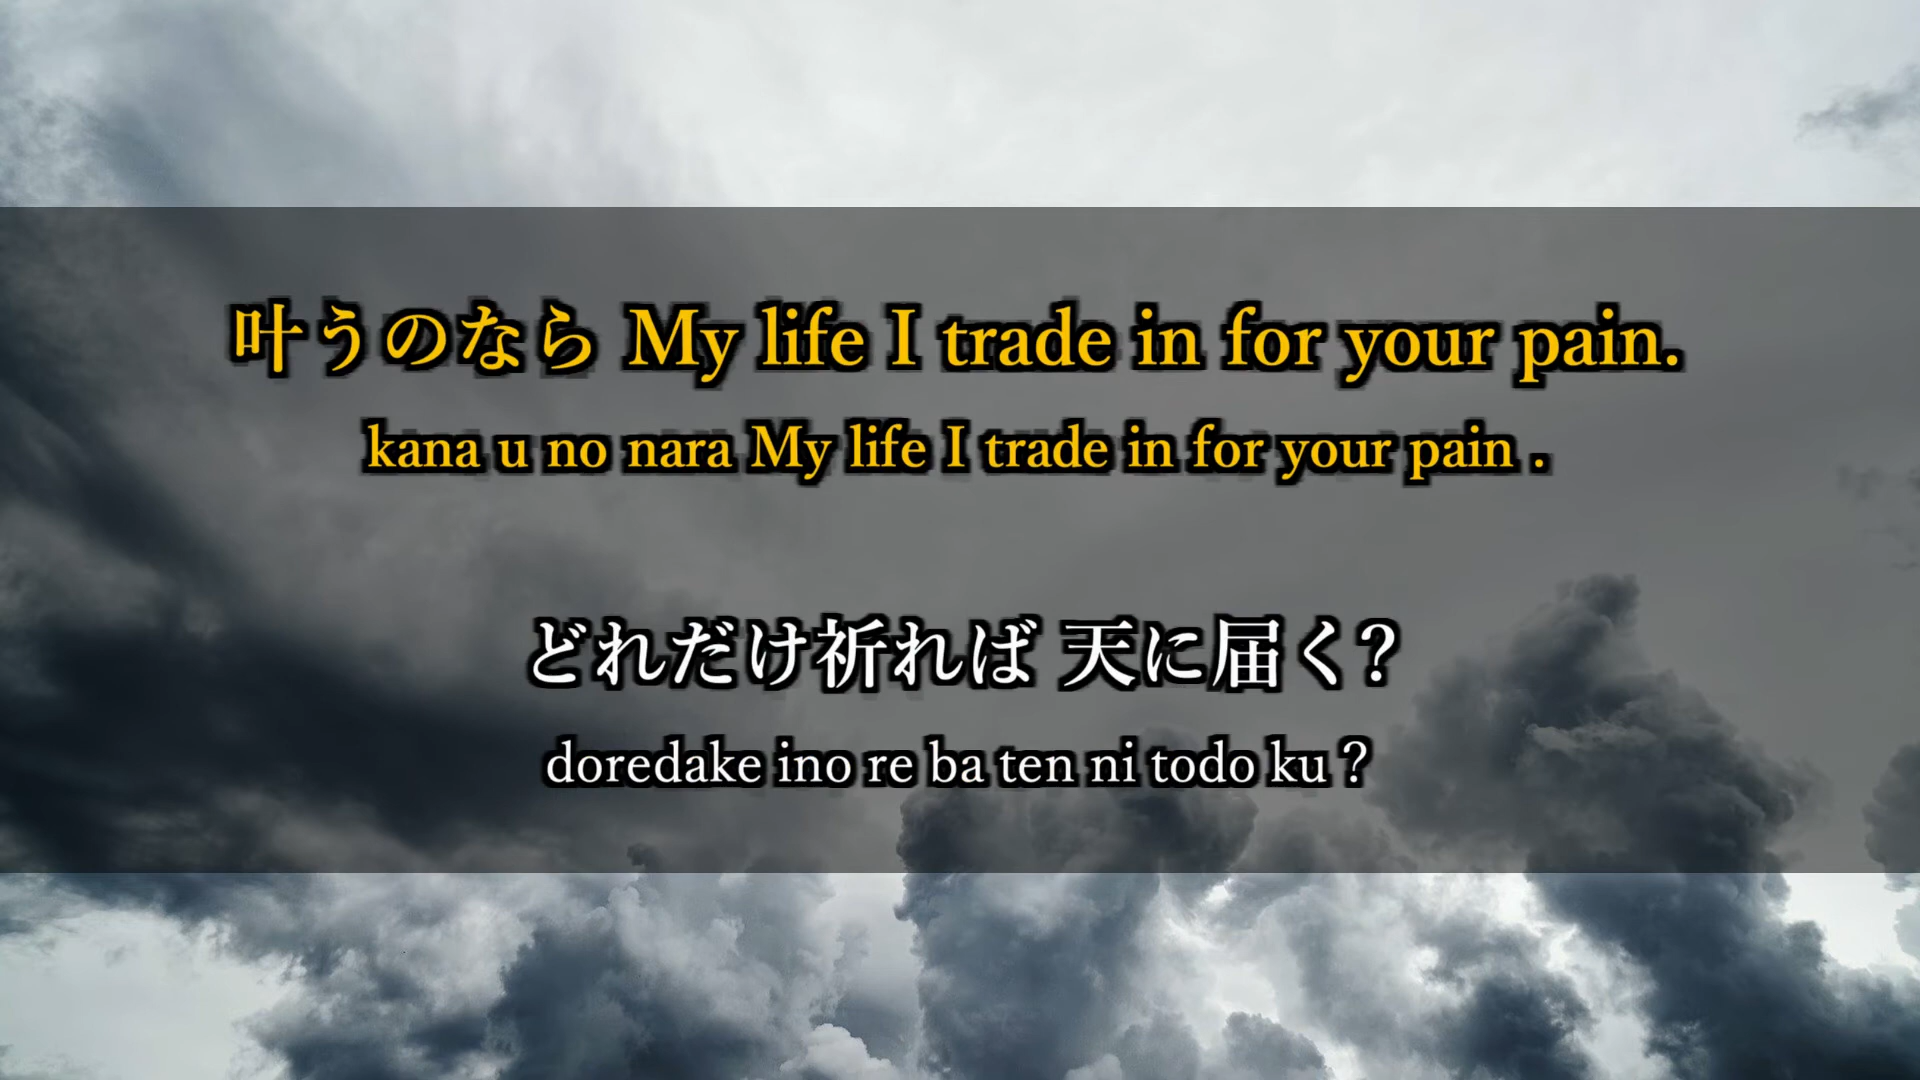 叶うのなら My life I trade in for your pain.
kana u no nara My life I trade in for your pain .
どれだけ祈れば 天に届く?
doredake ino re ba ten ni todo ku ?